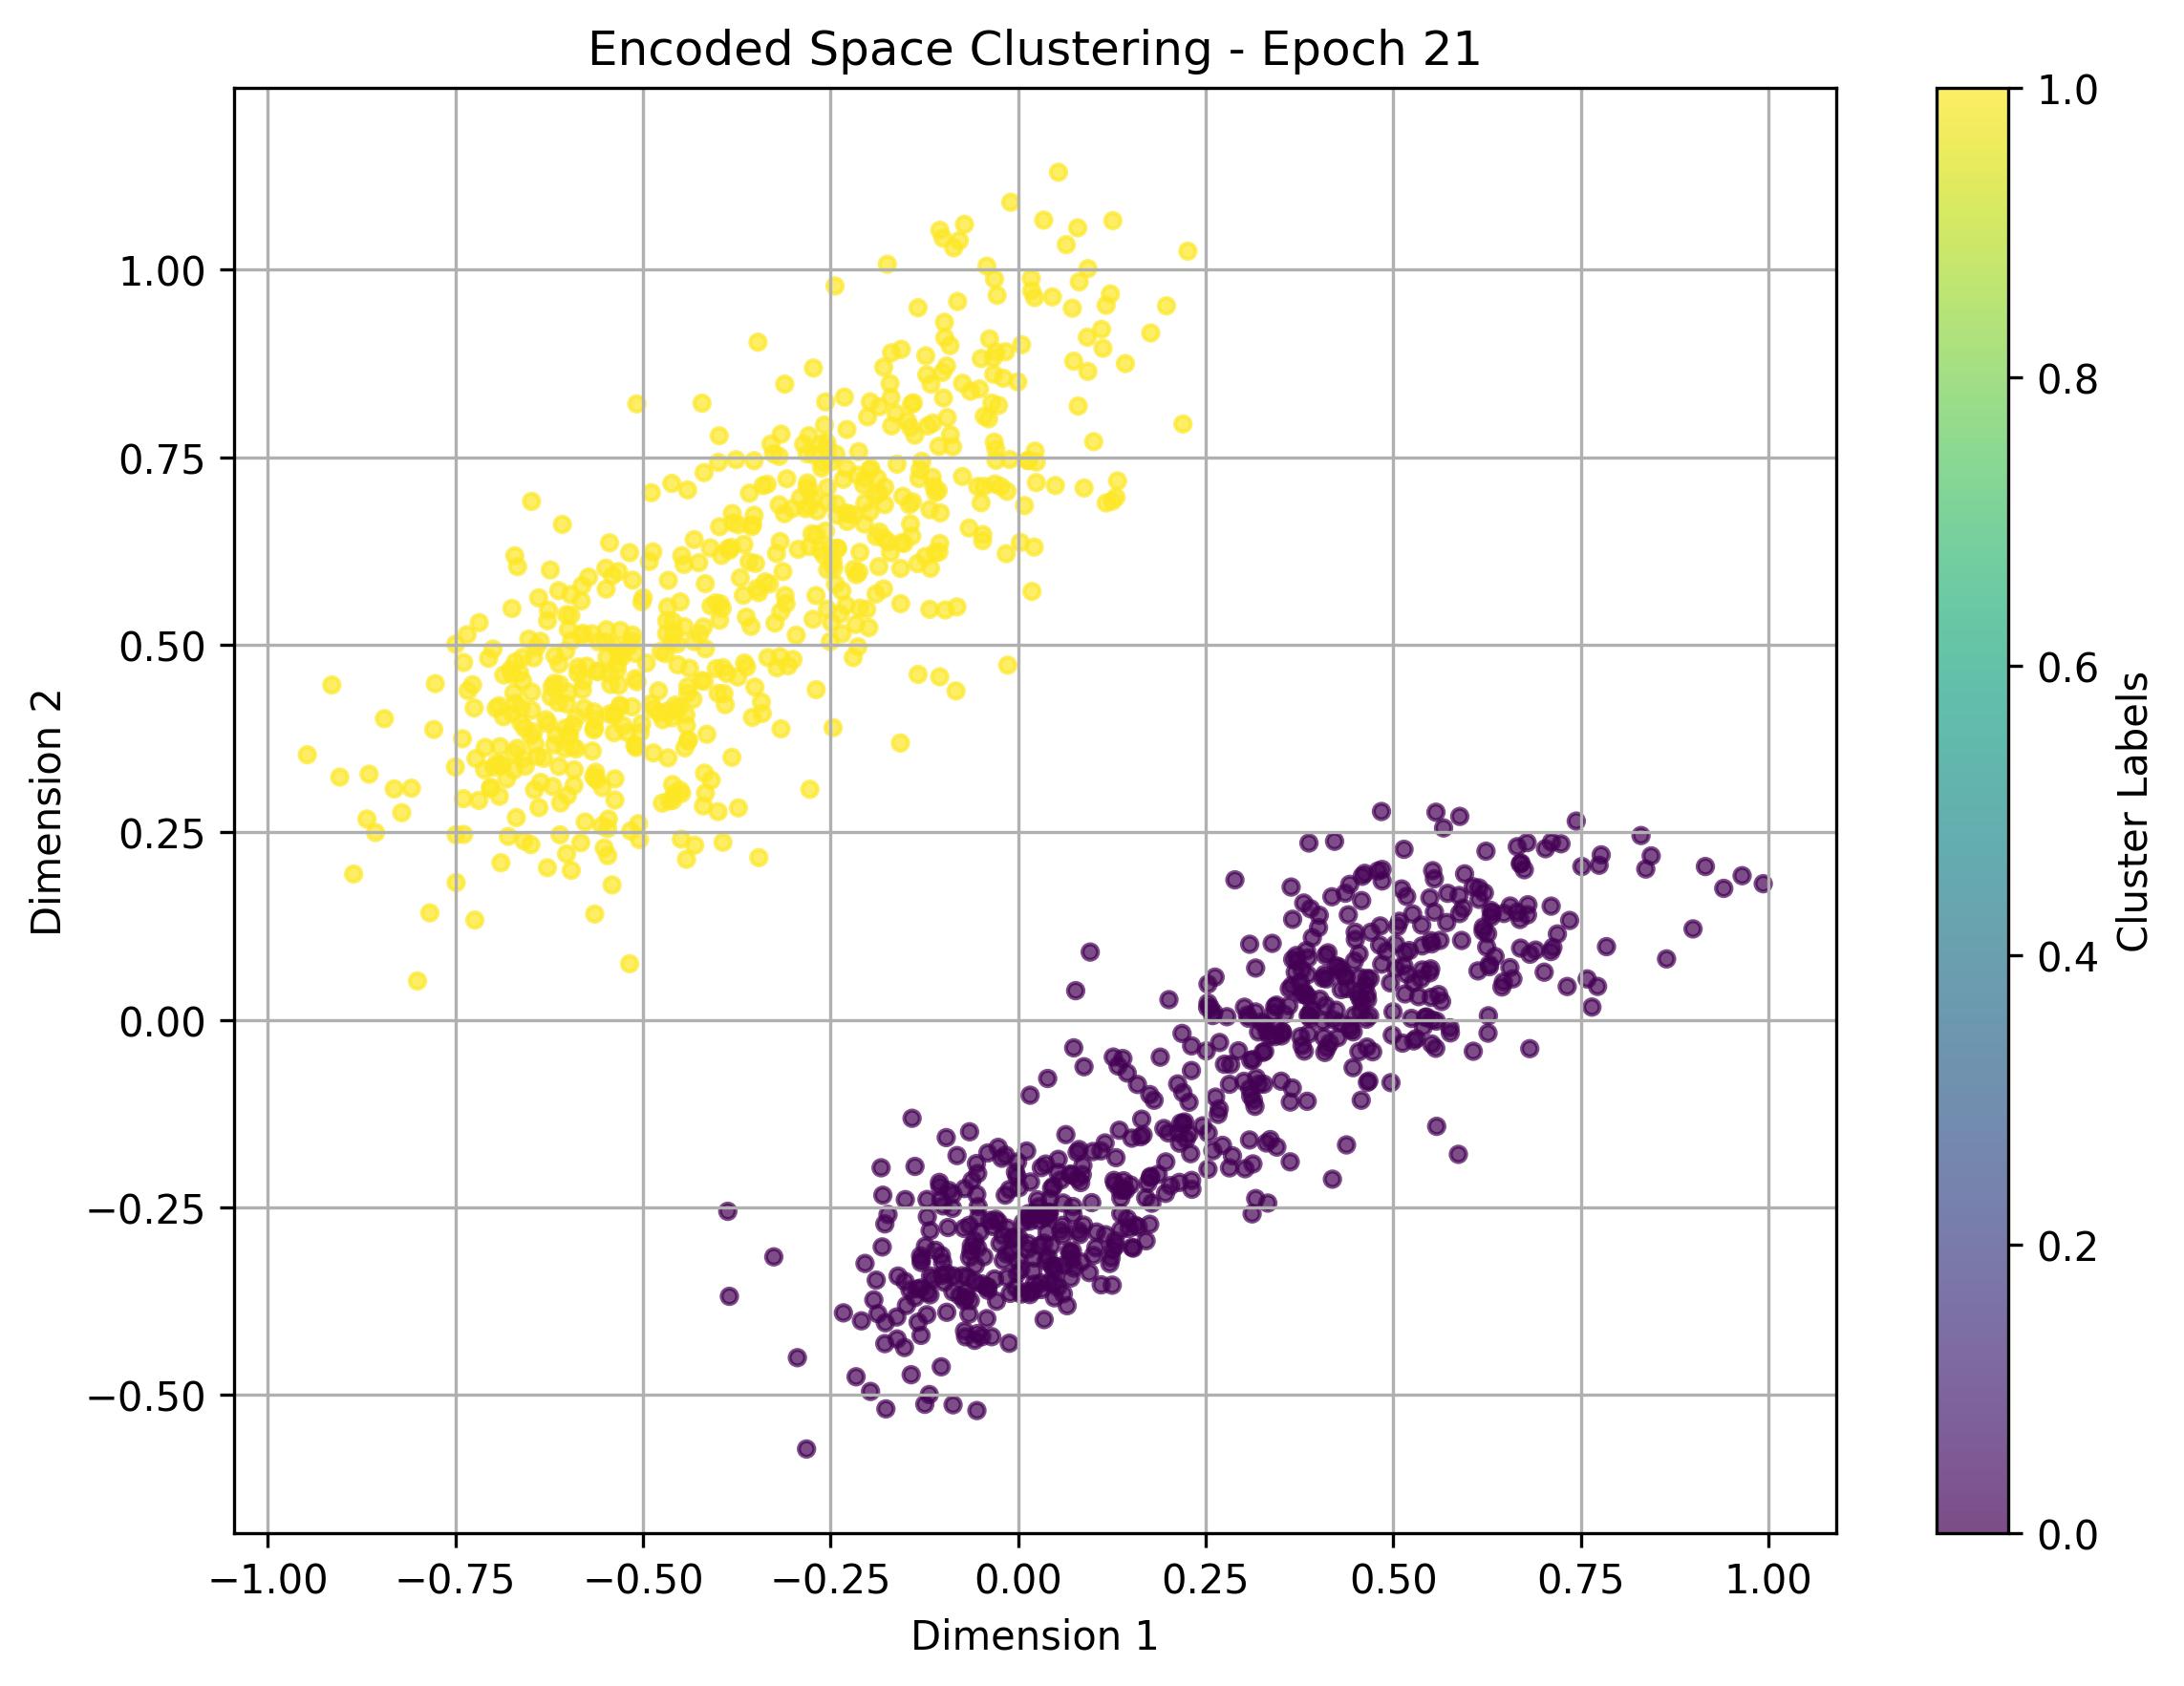 Encoded Space Clustering - Epoch 21
1.00
0.75
0.50
0.25
0.00
−0.25
−0.50
Dimension 2
−1.00 −0.75 −0.50 −0.25 0.00 0.25 0.50 0.75 1.00
Dimension 1
1.0
0.8
0.6
0.4
0.2
0.0
Cluster Labels